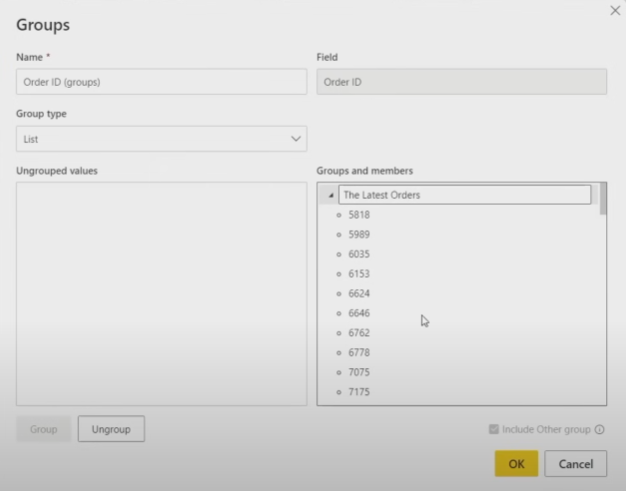 Groups
Name *
Field
Order ID (groups)
Order ID
Group type
List
Ungrouped values
Groups and members
The Latest Orders
5818
5989
6035
6153
6624
6646
6762
6778
7075
7175
Group
Ungroup
Include Other group
OK
Cancel